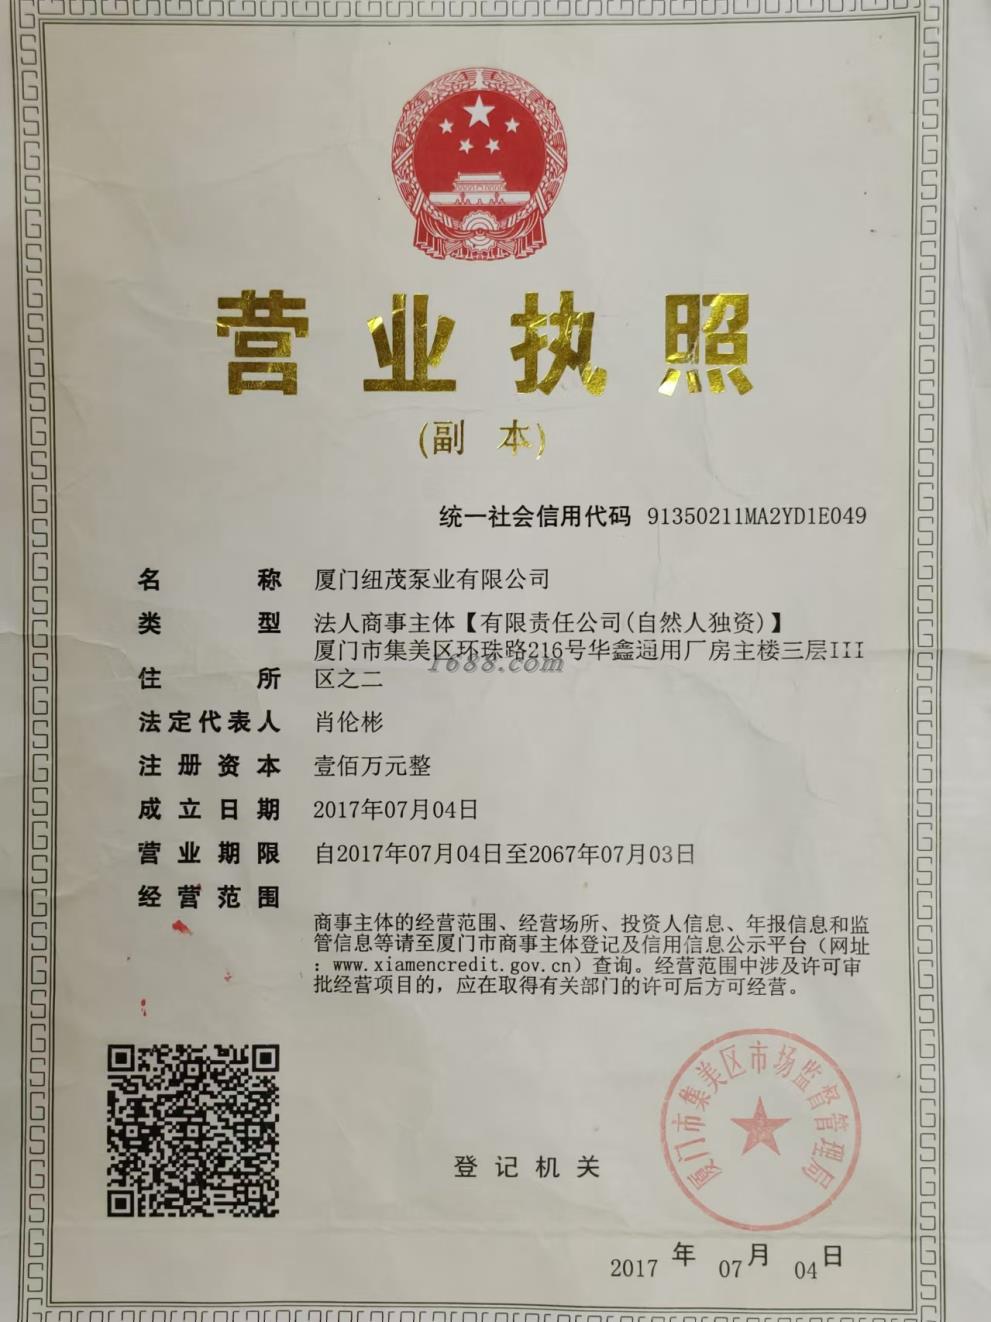 营业执照
(副 本)
统一社会信用代码 91350211MA2YD1E049
名 称 厦门纽茂泵业有限公司
类 型 法人商事主体【有限责任公司(自然人独资)】
厦门市集美区环珠路216号华鑫通用厂房主楼三层III
住 所 区之二
1688.com
法定代表人 肖伦彬
注册资本 壹佰万元整
成立日期 2017年07月04日
营业期限 自2017年07月04日至2067年07月03日
经营范围
商事主体的经营范围、经营场所、投资人信息、年报信息和监
管信息等请至厦门市商事主体登记及信用信息公示平台（网址
：www.xiamencredit.gov.cn）查询。经营范围中涉及许可审
批经营项目的，应在取得有关部门的许可后方可经营。
厦门市集美区市场监督管理局
登记机关
2017 年 07 月 04 日